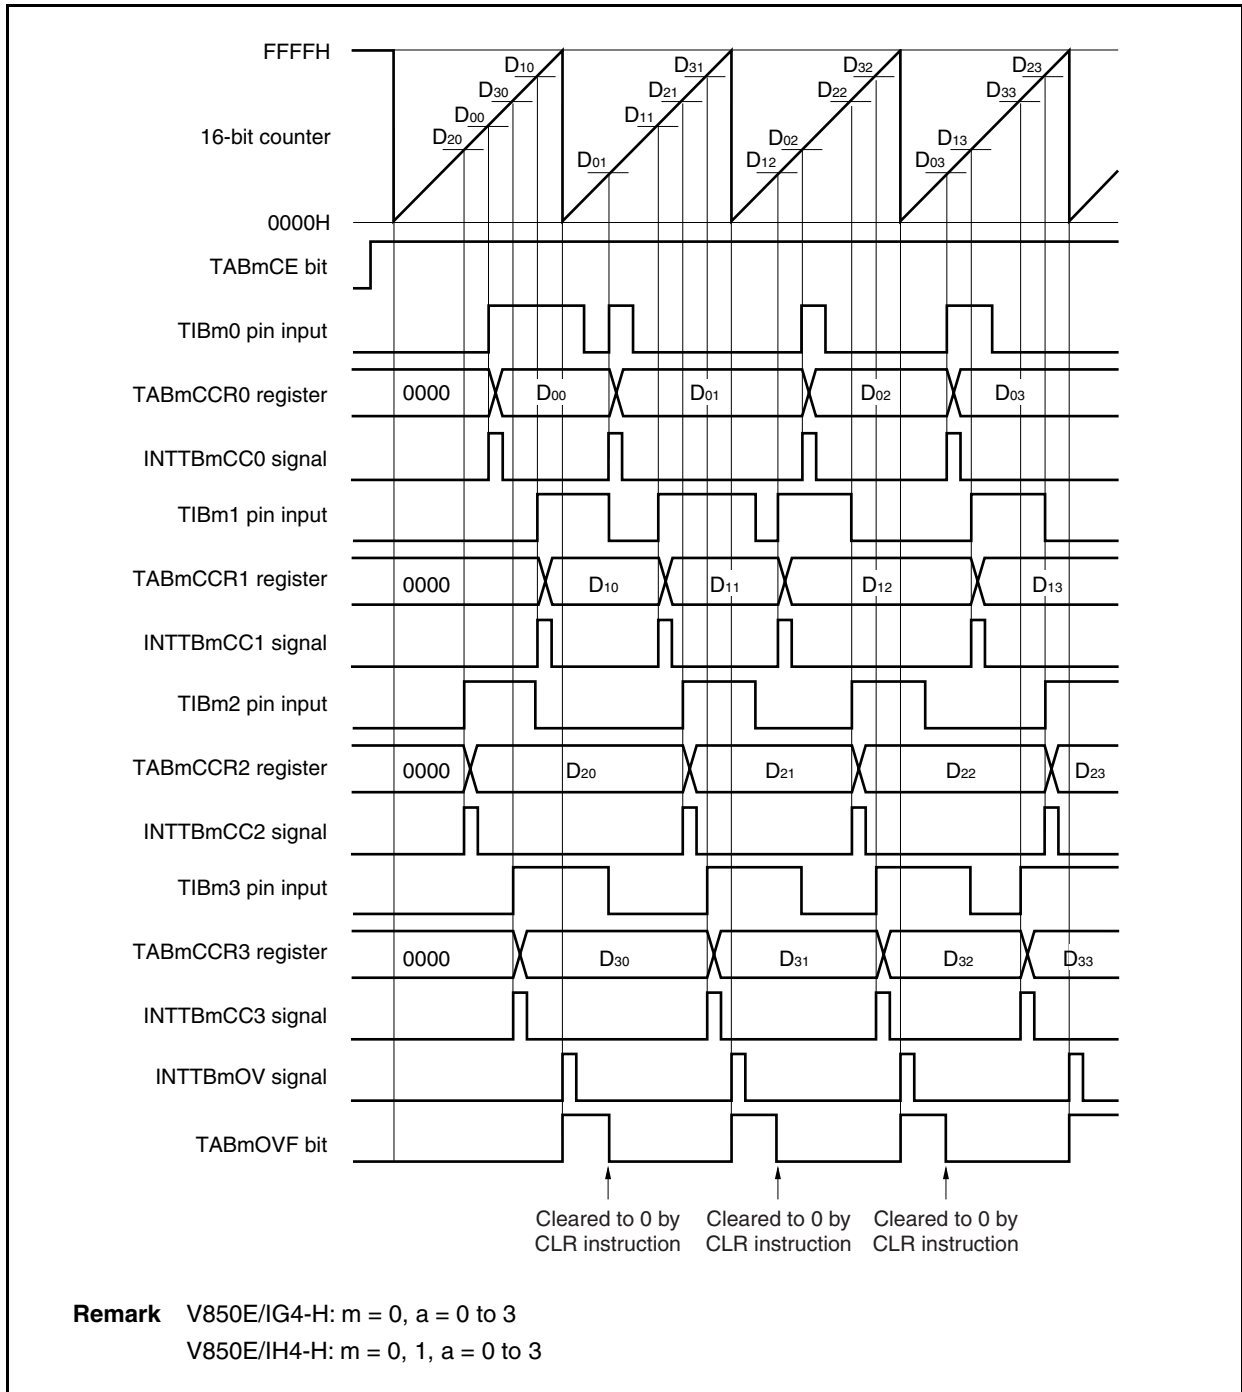 FFFFH
16-bit counter
0000H
D10
D30
D00
D20
D31
D21
D11
D01
D32
D22
D02
D12
D23
D33
D13
D03
TABmCE bit
TIBm0 pin input
TABmCCR0 register
0000
D00
D01
D02
D03
INTTBmCC0 signal
TIBm1 pin input
TABmCCR1 register
0000
D10
D11
D12
D13
INTTBmCC1 signal
TIBm2 pin input
TABmCCR2 register
0000
D20
D21
D22
D23
INTTBmCC2 signal
TIBm3 pin input
TABmCCR3 register
0000
D30
D31
D32
D33
INTTBmCC3 signal
INTTBmOV signal
TABmOVF bit
Cleared to 0 by
CLR instruction
Cleared to 0 by
CLR instruction
Cleared to 0 by
CLR instruction
Remark V850E/IG4-H: m = 0, a = 0 to 3
V850E/IH4-H: m = 0, 1, a = 0 to 3